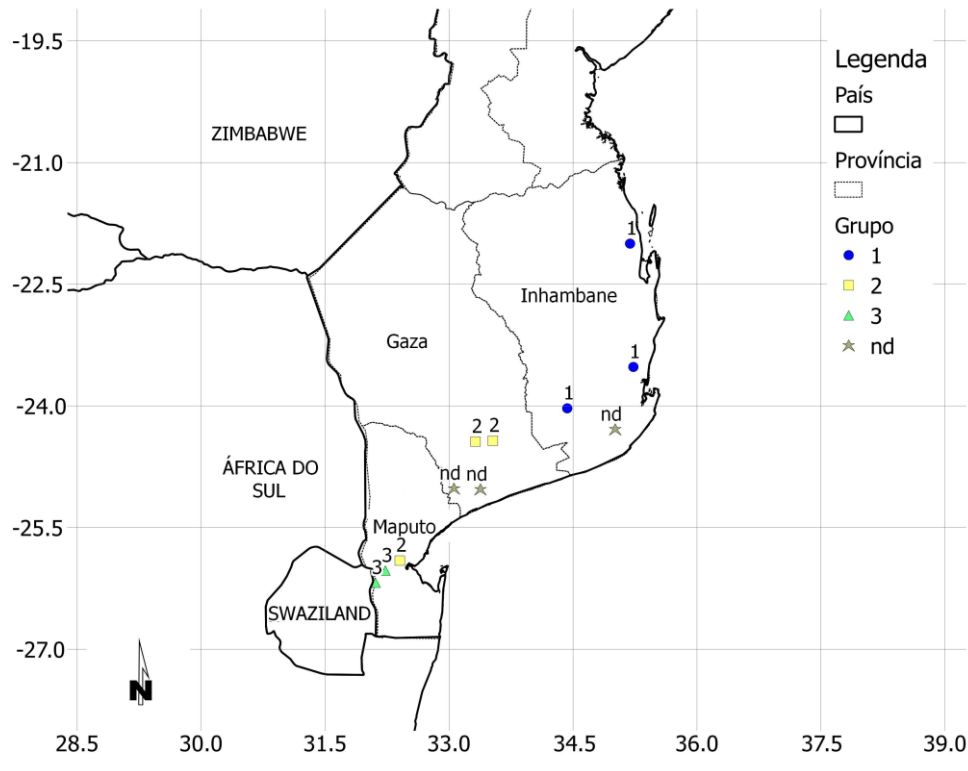 -19.5
-21.0
-22.5
-24.0
-25.5
-27.0
28.5 30.0 31.5 33.0 34.5 36.0 37.5 39.0
ZIMBABWE
Inhambane
Gaza
ÁFRICA DO
SUL
Maputo
SWAZILAND
1
1
1
nd
2 2
nd nd
2
3
3
N
Legenda
País
Província
Grupo
1
2
3
nd